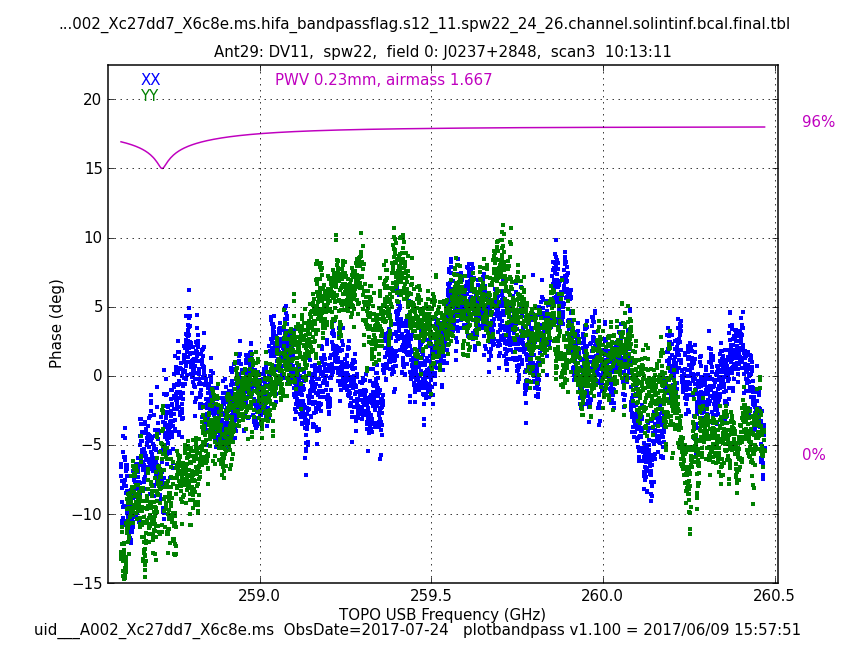 ...002_Xc27dd7_X6c8e.ms.hifa_bandpassflag.s12_11.spw22_24_26.channel.solintinf.bcal.final.tbl
Ant29: DV11,  spw22,  field 0: J0237+2848,  scan3  10:13:11
XX
YY
PWV 0.23mm, airmass 1.667
96%
0%
20
15
10
5
0
−5
−10
−15
Phase (deg)
259.0
259.5
260.0
260.5
TOPO USB Frequency (GHz)
uid___A002_Xc27dd7_X6c8e.ms  ObsDate=2017-07-24   plotbandpass v1.100 = 2017/06/09 15:57:51